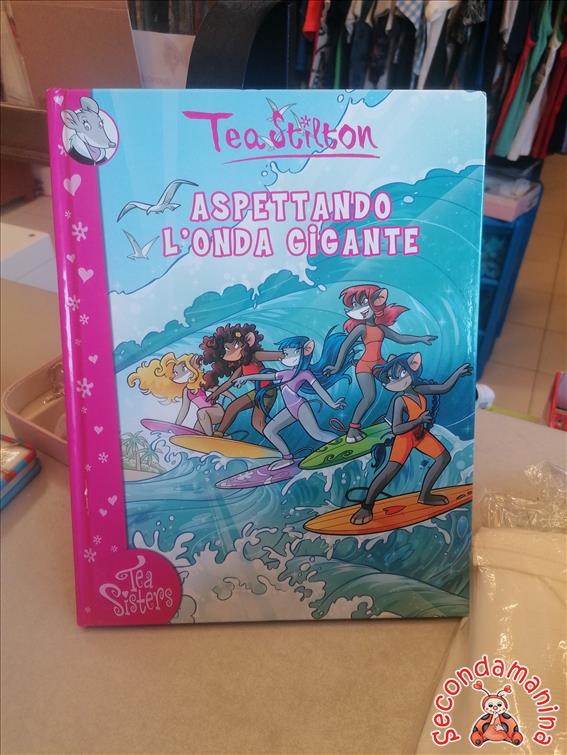 Tea Stilton
ASPETTANDO
L'ONDA GIGANTE
Tea
Sisters
Secondamanina